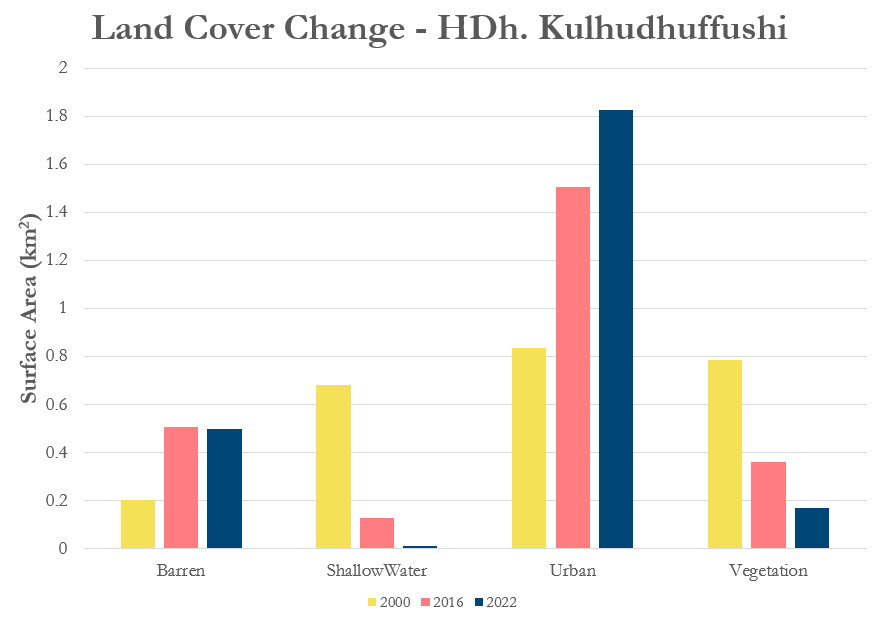 Land Cover Change - HDh. Kulhudhuffushi
Surface Area (km²)
2
1.8
1.6
1.4
1.2
1
0.8
0.6
0.4
0.2
0
Barren ShallowWater Urban Vegetation
2000 2016 2022